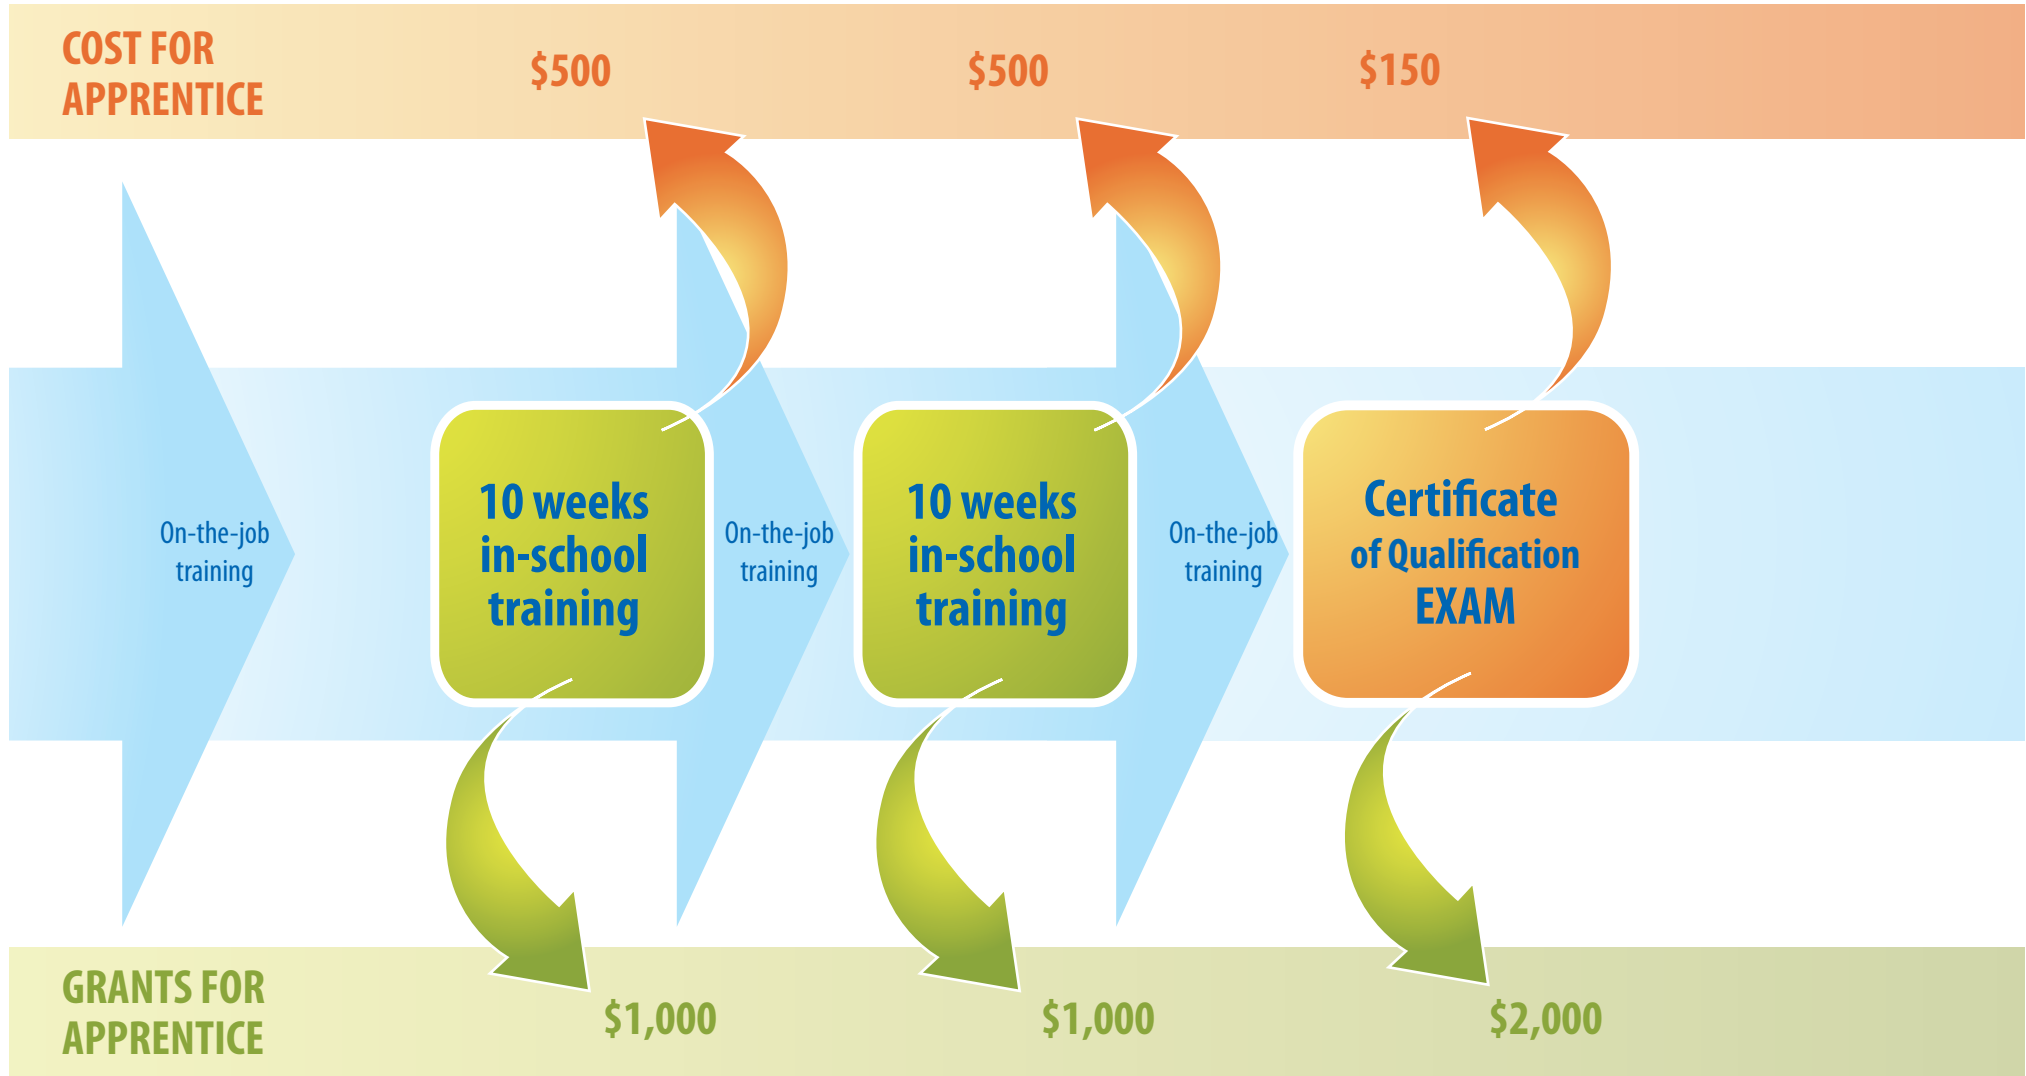 COST FOR
APPRENTICE
$500
$500
$150
On-the-job
training
10 weeks
in-school
training
On-the-job
training
10 weeks
in-school
training
On-the-job
training
Certificate
of Qualification
EXAM
GRANTS FOR
APPRENTICE
$1,000
$1,000
$2,000